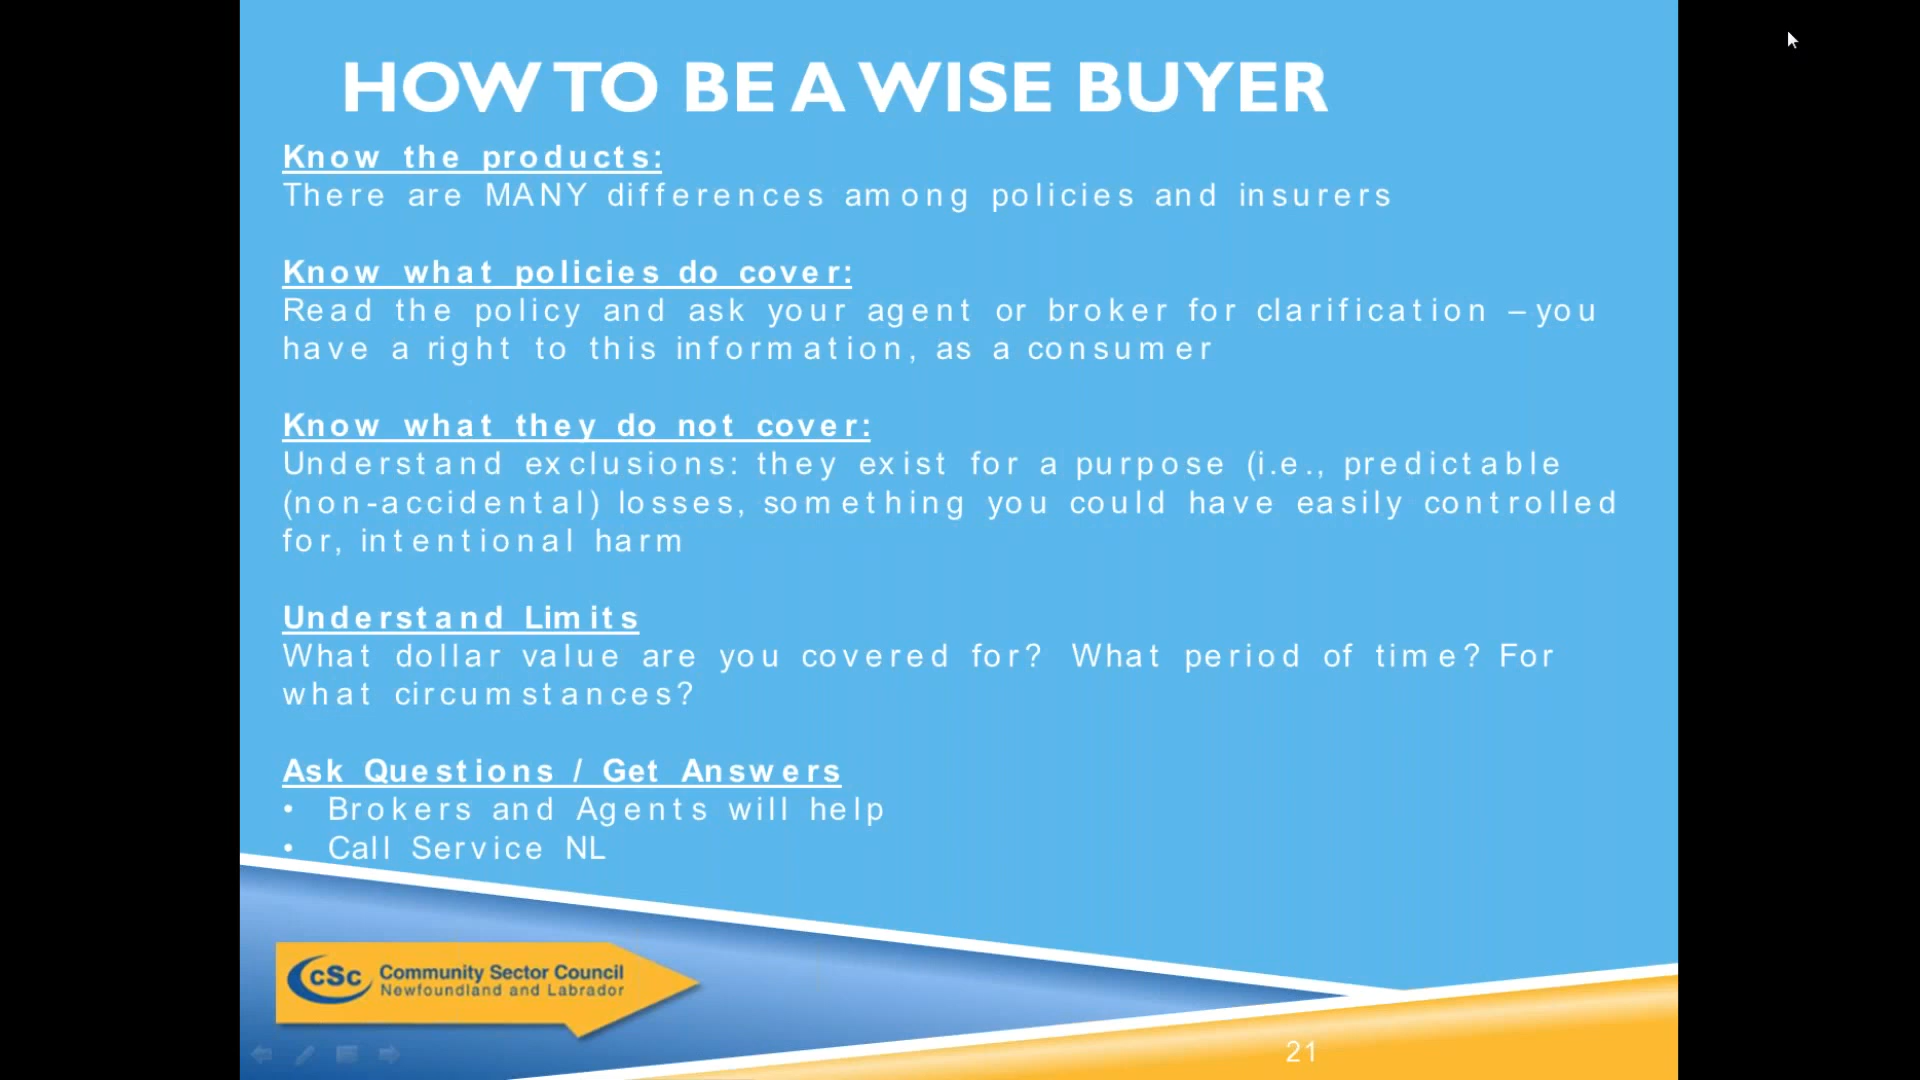 HOW TO BE A WISE BUYER
Know the products:
There are MANY differences among policies and insurers
Know what policies do cover:
Read the policy and ask your agent or broker for clarification – you
have a right to this information, as a consumer
Know what they do not cover:
Understand exclusions: they exist for a purpose (i.e., predictable
(non-accidental) losses, something you could have easily controlled
for, intentional harm
Understand Limits
What dollar value are you covered for? What period of time? For
what circumstances?
Ask Questions / Get Answers
• Brokers and Agents will help
• Call Service NL
cSc Community Sector Council
Newfoundland and Labrador
21